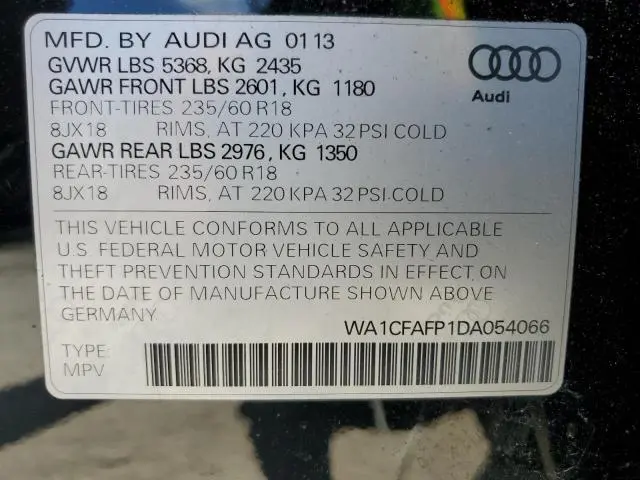 MFD. BY AUDI AG 01 13
GVWR LBS 5368, KG 2435
GAWR FRONT LBS 2601, KG 1180
FRONT-TIRES 235/60 R18
8JX18 RIMS, AT 220 KPA 32 PSI COLD
GAWR REAR LBS 2976, KG 1350
REAR-TIRES 235/60 R18
8JX18 RIMS, AT 220 KPA 32 PSI COLD
Audi
THIS VEHICLE CONFORMS TO ALL APPLICABLE
U.S. FEDERAL MOTOR VEHICLE SAFETY AND
THEFT PREVENTION STANDARDS IN EFFECT ON
THE DATE OF MANUFACTURE SHOWN ABOVE
GERMANY
WA1CFAFP1DA054066
TYPE:
MPV